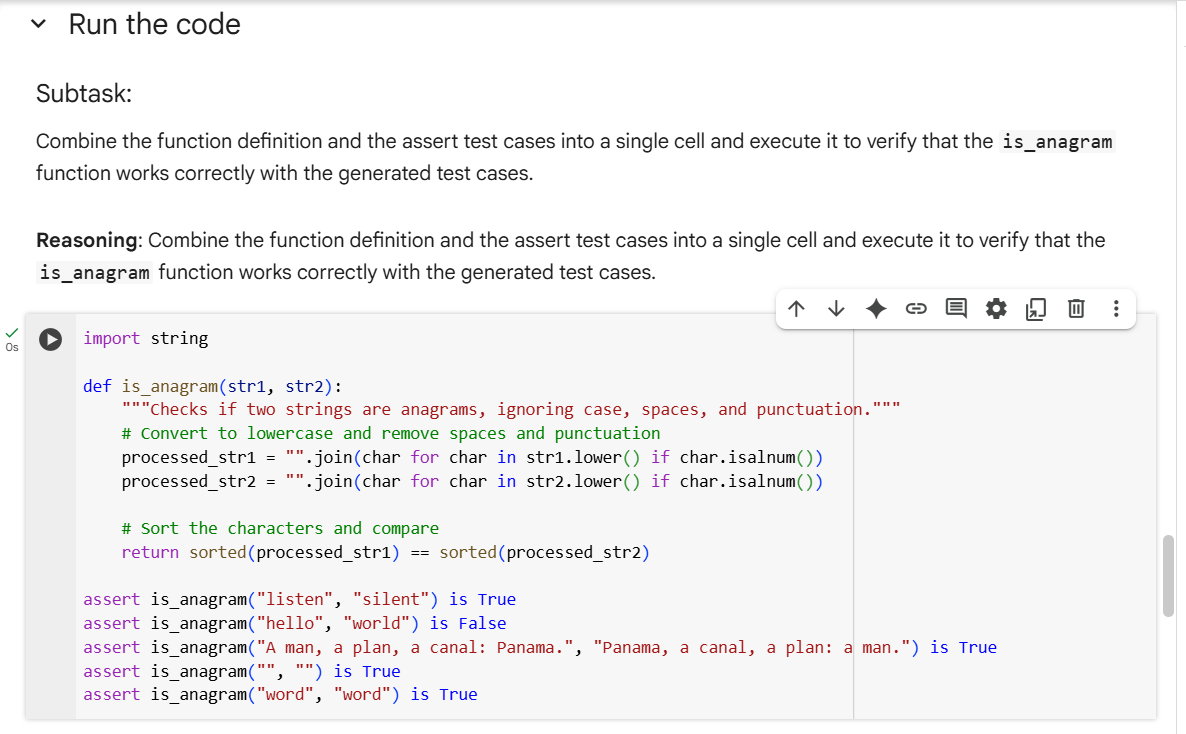 Run the code
Subtask:
Combine the function definition and the assert test cases into a single cell and execute it to verify that the is_anagram
function works correctly with the generated test cases.
Reasoning: Combine the function definition and the assert test cases into a single cell and execute it to verify that the
is_anagram function works correctly with the generated test cases.
0s
import string
def is_anagram(str1, str2):
    """Checks if two strings are anagrams, ignoring case, spaces, and punctuation."""
    # Convert to lowercase and remove spaces and punctuation
    processed_str1 = "".join(char for char in str1.lower() if char.isalnum())
    processed_str2 = "".join(char for char in str2.lower() if char.isalnum())
    # Sort the characters and compare
    return sorted(processed_str1) == sorted(processed_str2)
assert is_anagram("listen", "silent") is True
assert is_anagram("hello", "world") is False
assert is_anagram("A man, a plan, a canal: Panama.", "Panama, a canal, a plan: a man.") is True
assert is_anagram("", "") is True
assert is_anagram("word", "word") is True